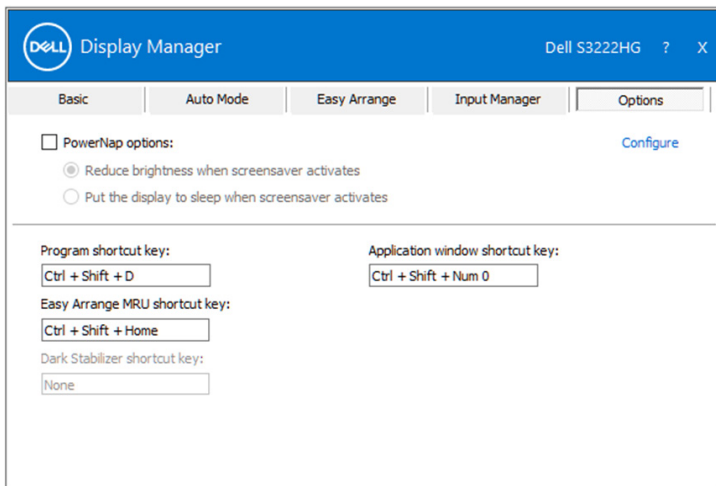 DELL Display Manager Dell S3222HG ? X
Basic Auto Mode Easy Arrange Input Manager Options
PowerNap options: Configure
Reduce brightness when screensaver activates
Put the display to sleep when screensaver activates
Program shortcut key: Application window shortcut key:
Ctrl + Shift + D Ctrl + Shift + Num 0
Easy Arrange MRU shortcut key:
Ctrl + Shift + Home
Dark Stabilizer shortcut key:
None